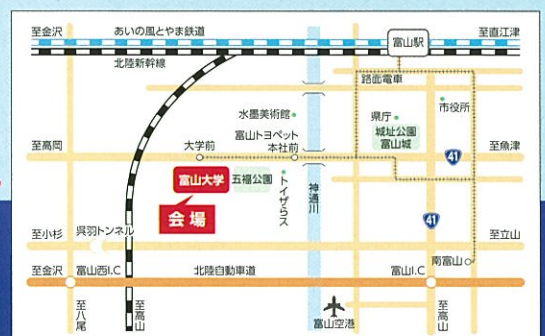 至金沢
あいの風とやま鉄道
富山駅
至直江津
北陸新幹線
路面電車
水墨美術館
県庁
市役所
富山トヨペット
本社前
城址公園
富山城
至高岡
大学前
41
至魚津
富山大学
五福公園
トイザらス
神通川
会場
41
至小杉
呉羽トンネル
至立山
南富山
至金沢
富山西I.C
北陸自動車道
富山I.C
至八尾
至高山
富山空港
至高山